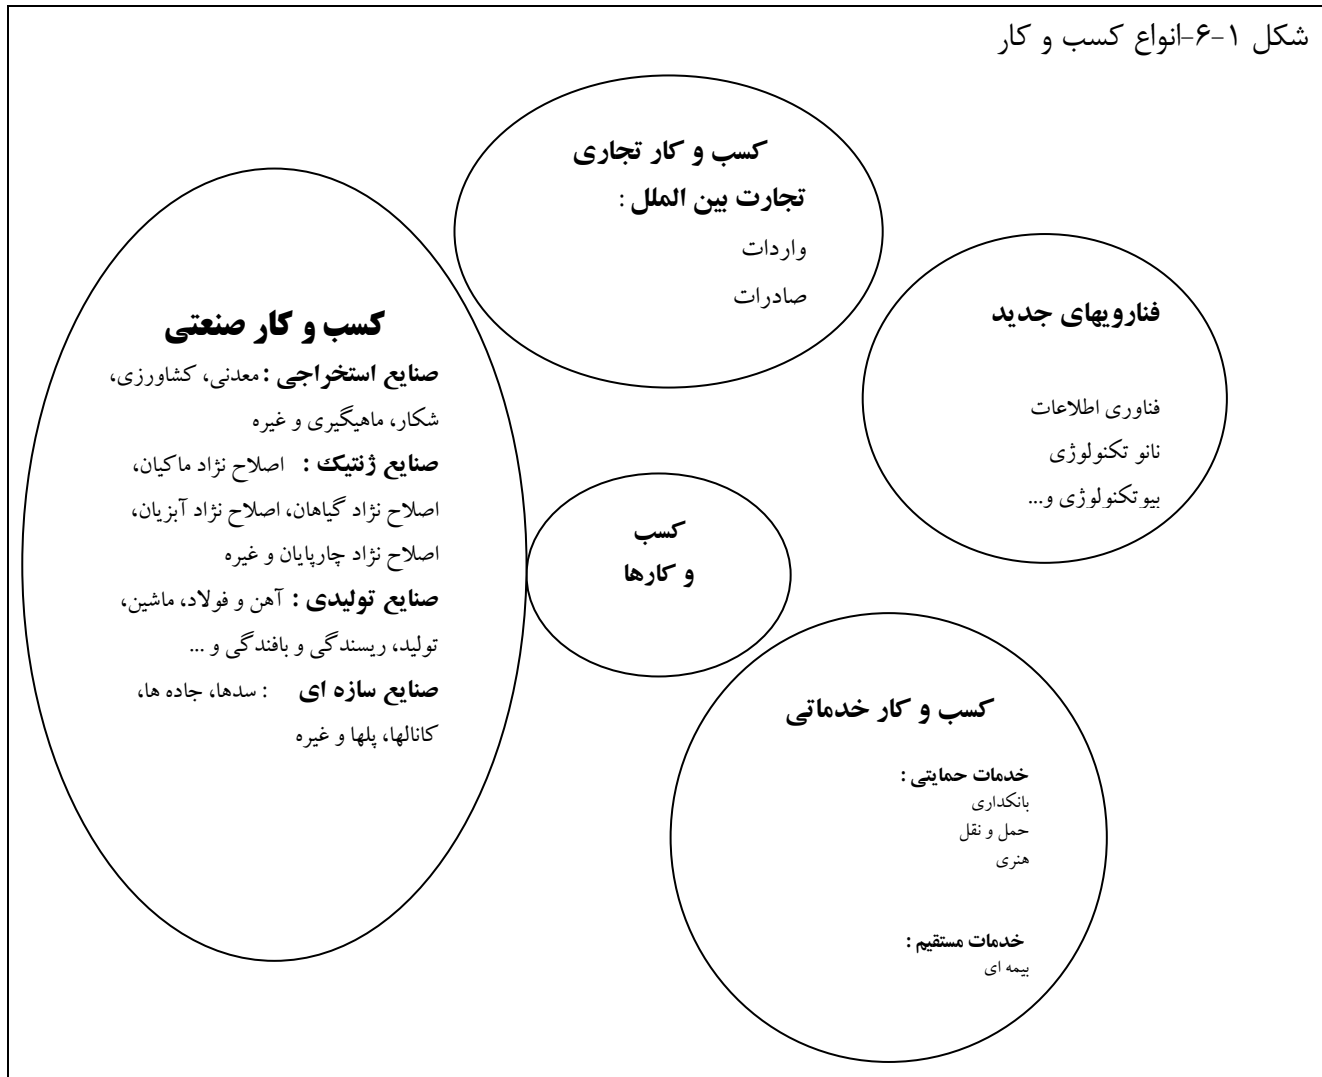 شکل ۱-۶-انواع کسب و کار
کسب و کار تجاری
تجارت بین الملل :
واردات
صادرات
فنارویهای جدید
فناوری اطلاعات
نانو تکنولوژی
بیوتکنولوژی و...
کسب و کار صنعتی
صنایع استخراجی : معدنی، کشاورزی،
شکار، ماهیگیری و غیره
صنایع ژنتیک : اصلاح نژاد ماکیان،
اصلاح نژاد گیاهان، اصلاح نژاد آبزیان،
اصلاح نژاد چارپایان و غیره
صنایع تولیدی : آهن و فولاد، ماشین،
تولید، ریسندگی و بافندگی و ...
صنایع سازه ای : سدها، جاده ها،
کانالها، پلها و غیره
کسب
و کارها
کسب و کار خدماتی
خدمات حمایتی :
بانکداری
حمل و نقل
هنری
خدمات مستقیم :
بیمه ای